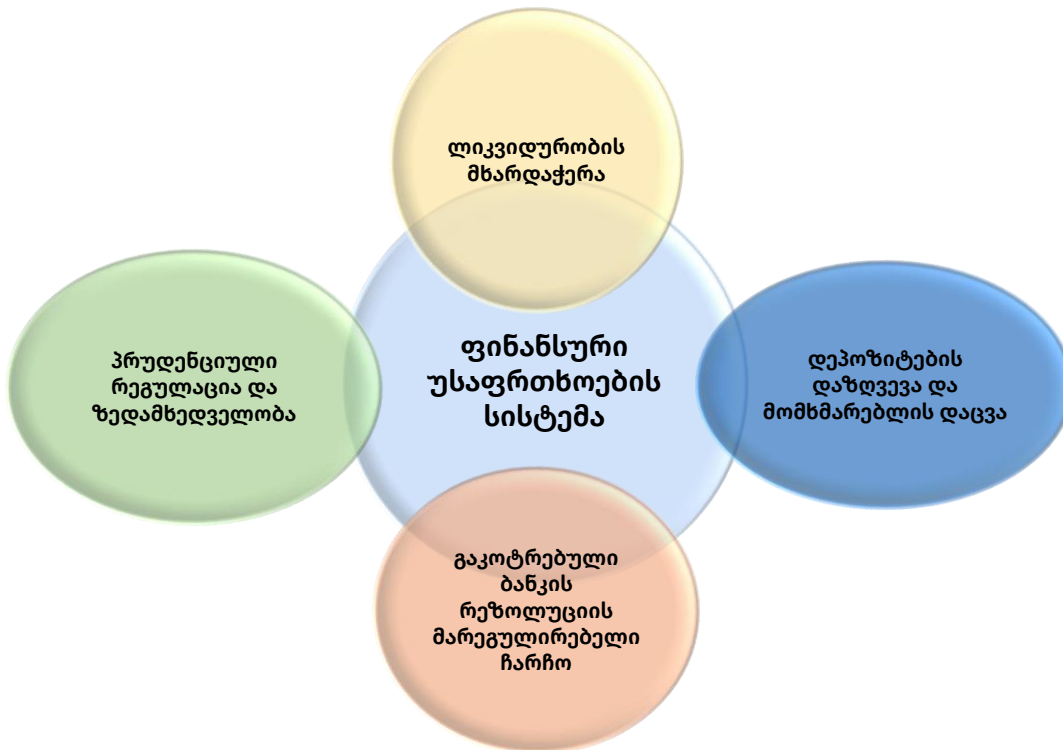 ლიკვიდურობის
მხარდაჭერა
პრუდენციული
რეგულაცია და
ზედამხედველობა
ფინანსური
უსაფრთხოების
სისტემა
დეპოზიტების
დაზღვევა და
მომხმარებლის დაცვა
გაკოტრებული
ბანკის
რეზოლუციის
მარეგულირებელი
ჩარჩო